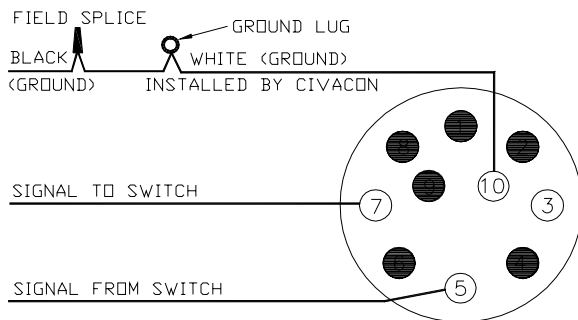 FIELD SPLICE
GROUND LUG
BLACK
WHITE (GROUND)
(GROUND)
INSTALLED BY CIVACON
1
8
2
9
10
SIGNAL TO SWITCH
7
3
6
4
5
SIGNAL FROM SWITCH